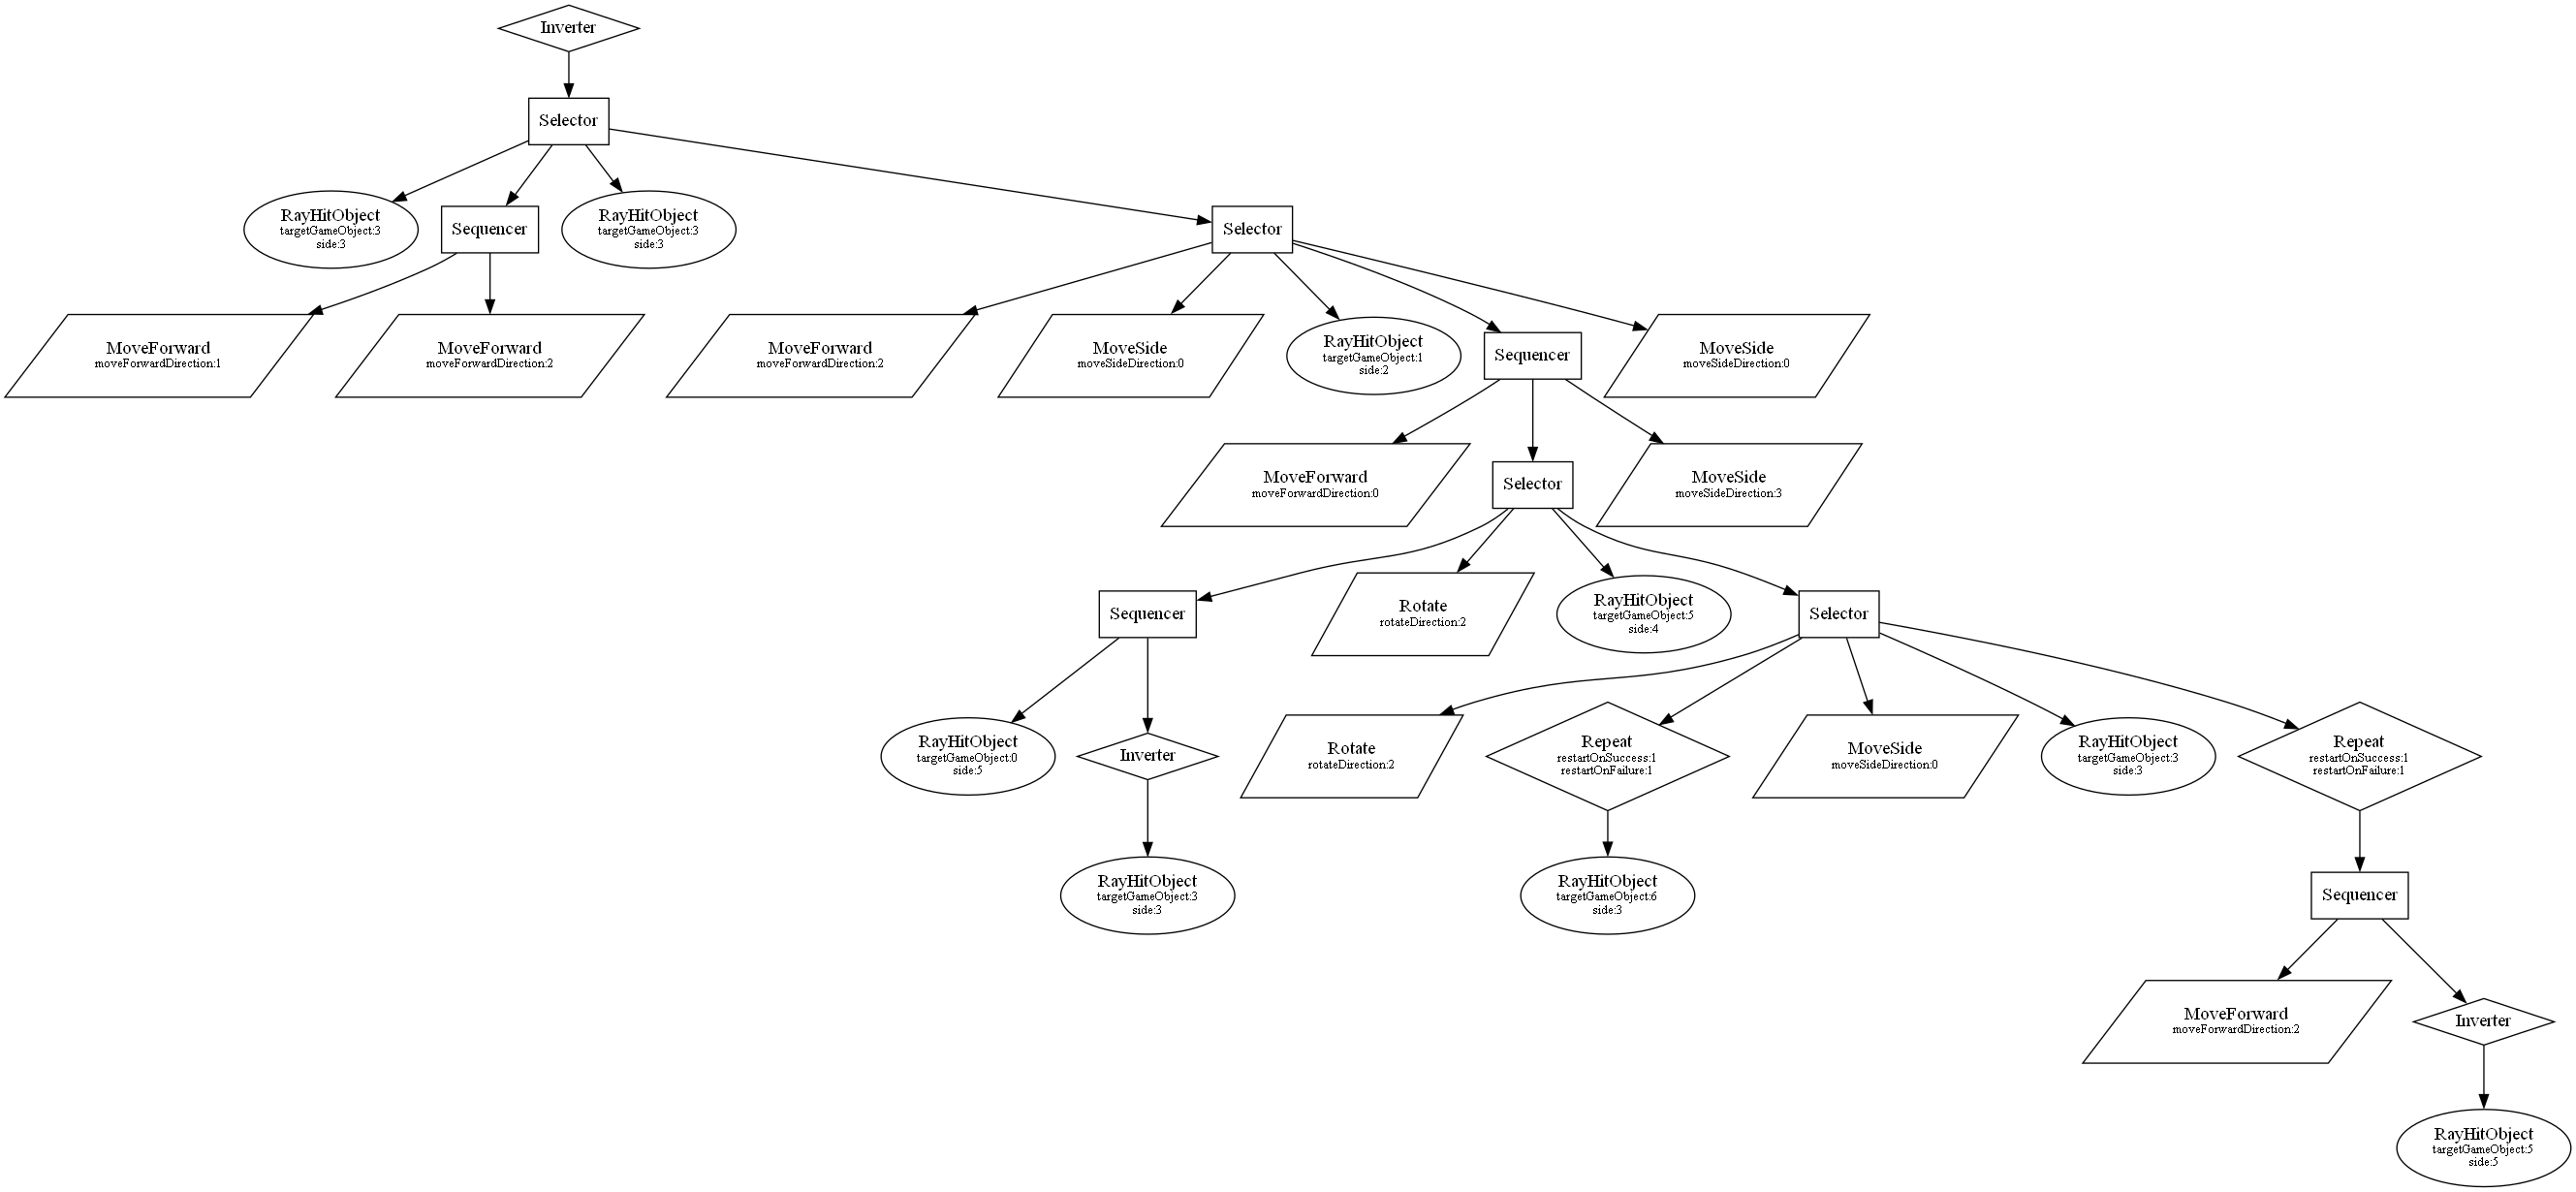 Inverter
Selector
RayHitObject
targetGameObject:3
side:3
Sequencer
RayHitObject
targetGameObject:3
side:3
Selector
MoveForward
moveForwardDirection:1
MoveForward
moveForwardDirection:2
MoveForward
moveForwardDirection:2
MoveSide
moveSideDirection:0
RayHitObject
targetGameObject:1
side:2
Sequencer
MoveSide
moveSideDirection:0
MoveForward
moveForwardDirection:0
Selector
MoveSide
moveSideDirection:3
Sequencer
Rotate
rotateDirection:2
RayHitObject
targetGameObject:5
side:4
Selector
RayHitObject
targetGameObject:0
side:5
Inverter
Rotate
rotateDirection:2
Repeat
restartOnSuccess:1
restartOnFailure:1
MoveSide
moveSideDirection:0
RayHitObject
targetGameObject:3
side:3
Repeat
restartOnSuccess:1
restartOnFailure:1
RayHitObject
targetGameObject:3
side:3
RayHitObject
targetGameObject:6
side:3
Sequencer
MoveForward
moveForwardDirection:2
Inverter
RayHitObject
targetGameObject:5
side:5